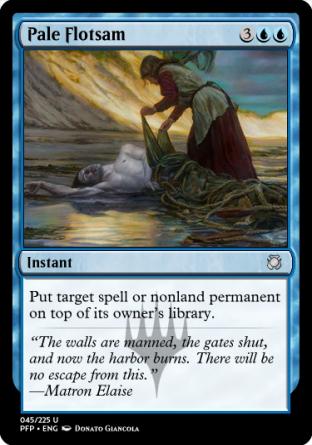 Pale Flotsam 3
Instant
Put target spell or nonland permanent
on top of its owner's library.
"The walls are manned, the gates shut,
and now the harbor burns. There will be
no escape from this."
—Matron Elaise
045/225 U
PFP • ENG Donato Giancola